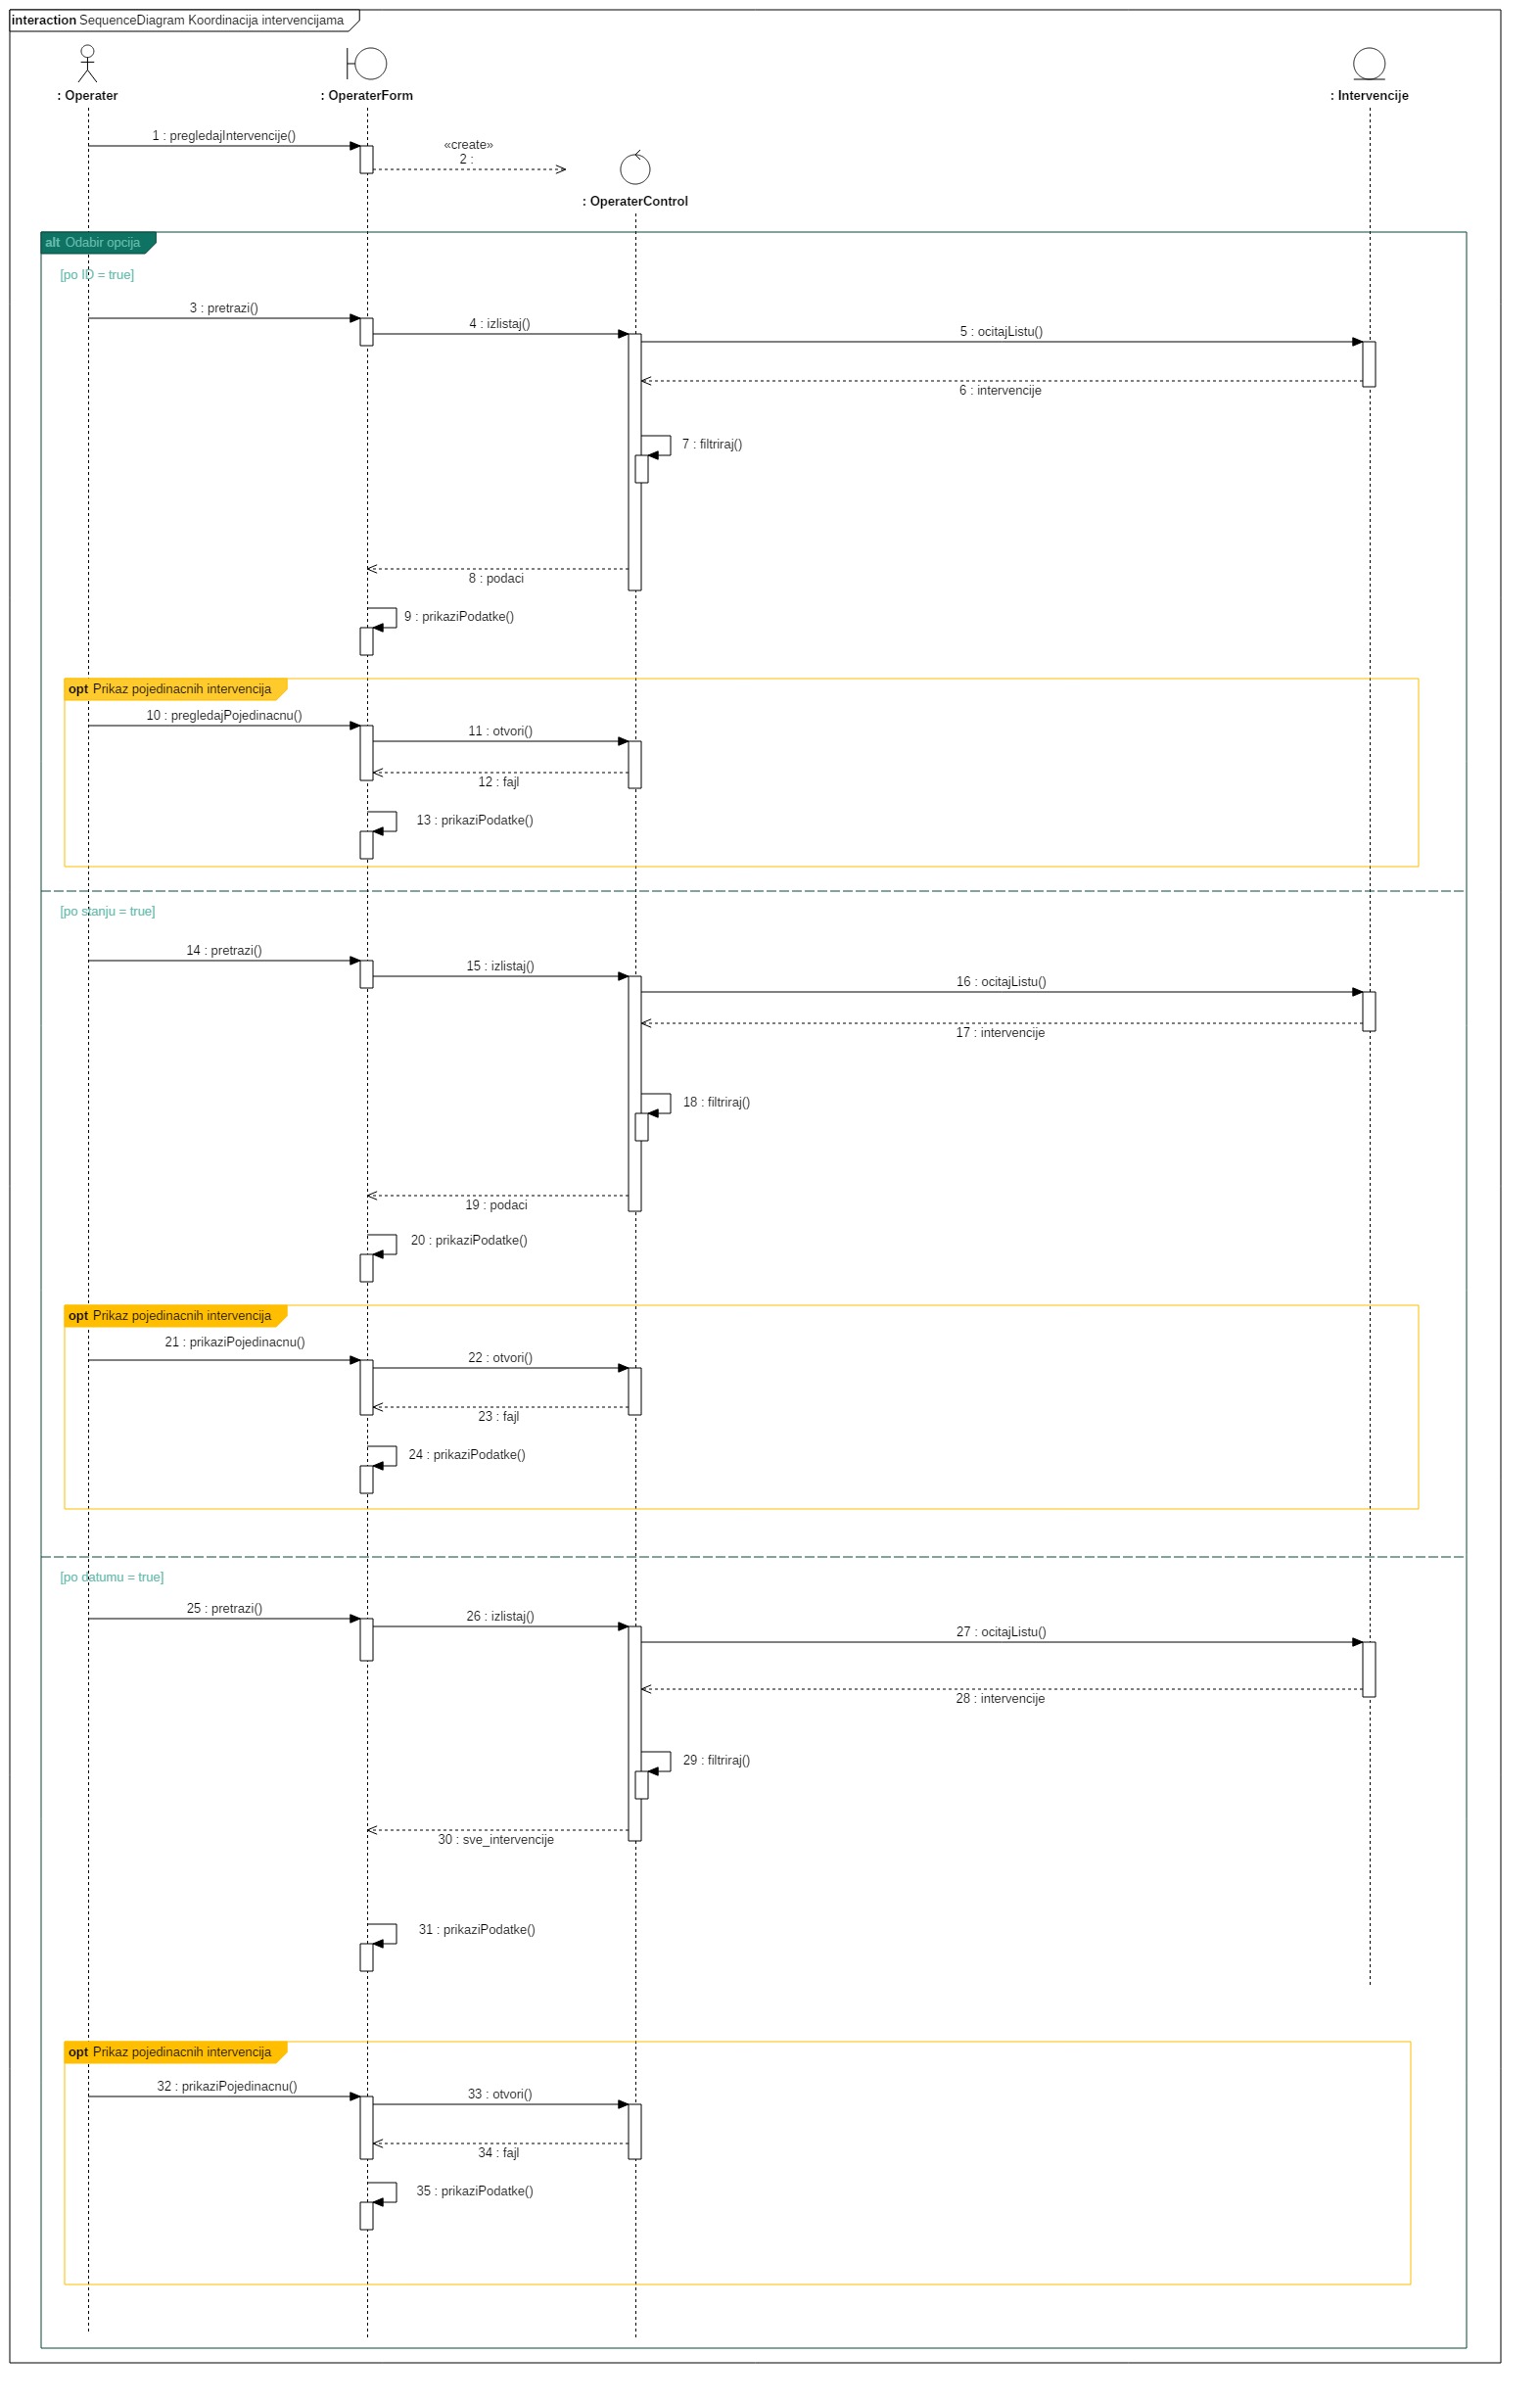 interaction SequenceDiagram Koordinacija intervencijama
: Operater
: OperaterForm
: Intervencije
1 : pregledajIntervencije()
«create»
2 :
: OperaterControl
alt Odabir opcija
[po ID = true]
3 : pretrazi()
4 : izlistaj()
5 : ocitajListu()
6 : intervencije
7 : filtriraj()
8 : podaci
9 : prikaziPodatke()
opt Prikaz pojedinacnih intervencija
10 : pregledajPojedinacnu()
11 : otvori()
12 : fajl
13 : prikaziPodatke()
[po stanju = true]
14 : pretrazi()
15 : izlistaj()
16 : ocitajListu()
17 : intervencije
18 : filtriraj()
19 : podaci
20 : prikaziPodatke()
opt Prikaz pojedinacnih intervencija
21 : prikaziPojedinacnu()
22 : otvori()
23 : fajl
24 : prikaziPodatke()
[po datumu = true]
25 : pretrazi()
26 : izlistaj()
27 : ocitajListu()
28 : intervencije
29 : filtriraj()
30 : sve_intervencije
31 : prikaziPodatke()
opt Prikaz pojedinacnih intervencija
32 : prikaziPojedinacnu()
33 : otvori()
34 : fajl
35 : prikaziPodatke()